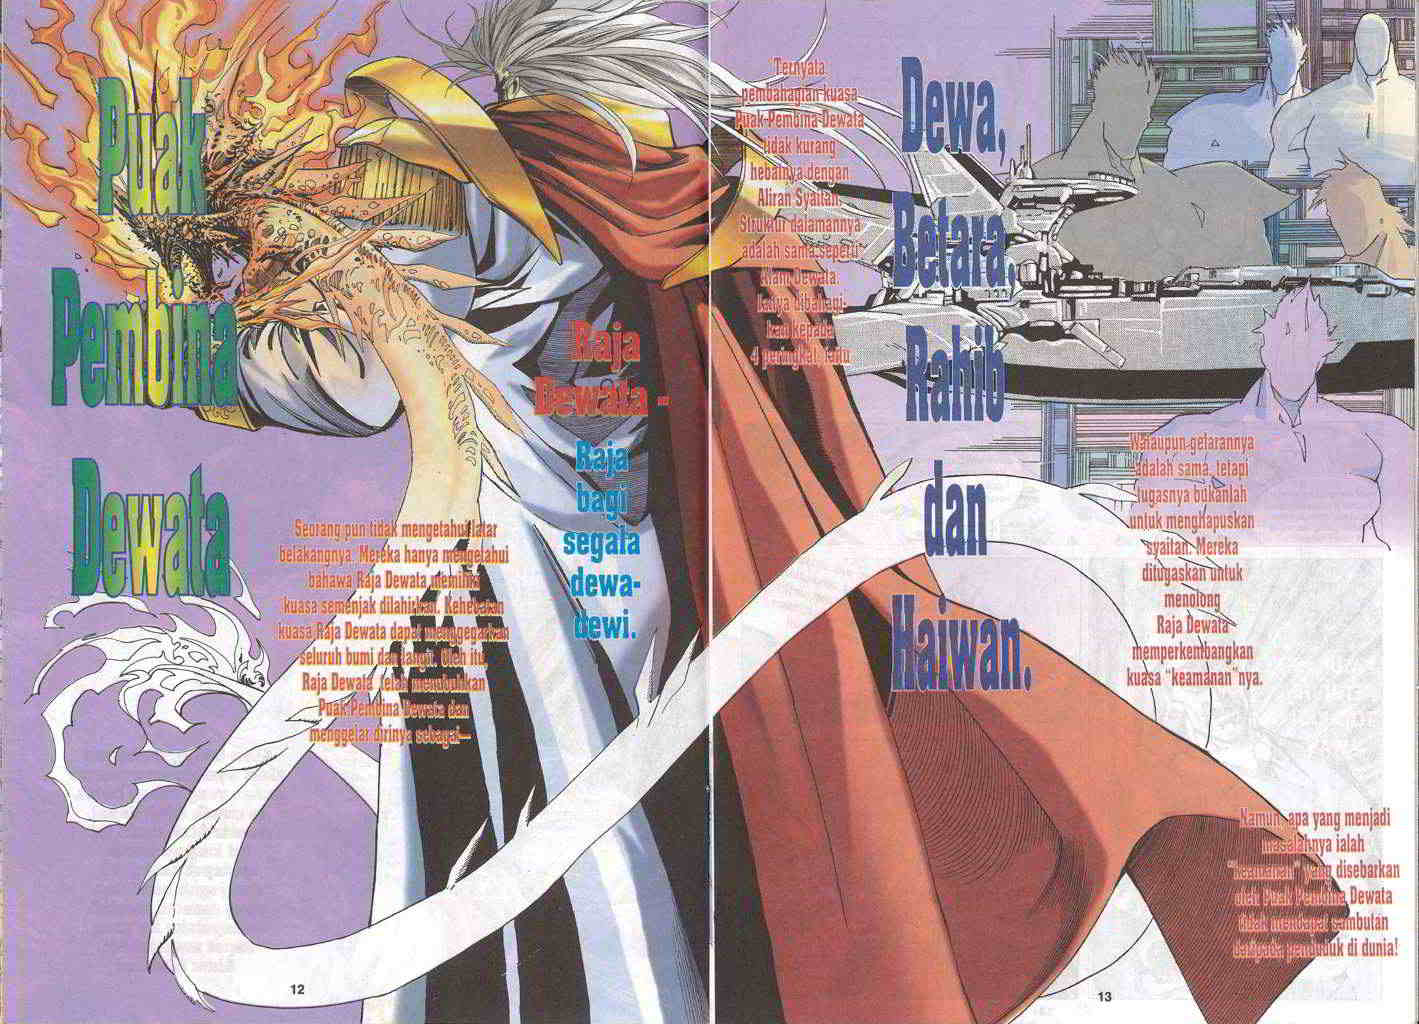 Puak
Pembina
Dewata
Seorang pun tidak mengetahui latar
belakangnya. Mereka hanya mengetahui
bahawa Raja Dewata memiliki
kuasa semenjak dilahirkan. Kehebatan
kuasa Raja Dewata dapat menggegarkan
seluruh bumi dan langit. Oleh itu,
Raja Dewata telah menubuhkan
Puak Pembina Dewata dan
menggelar dirinya sebagai—
Raja
Dewata -
Raja
bagi
segala
dewa-
dewi.
12
Ternyata
pembahagian kuasa
Puak Pembina Dewata
tidak kurang
hebatnya dengan
Aliran Syaitan.
Struktur dalamannya
adalah sama seperti
Alam Dewata.
Ianya dibahagi-
kan kepada
4 peringkat, iaitu
Dewa,
Betara,
Rahib
dan
Haiwan.
Walaupun getarannya
adalah sama, tetapi
tugasnya bukanlah
untuk menghapuskan
syaitan. Mereka
ditugaskan untuk
menolong
Raja Dewata
memperkembangkan
kuasa "keamanan"nya.
Namun, apa yang menjadi
masalahnya ialah
"keamanan" yang disebarkan
oleh Puak Pembina Dewata
tidak mendapat sambutan
daripada penduduk di dunia!
13